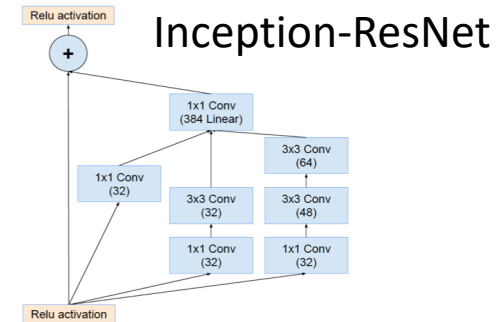 Relu activation
Inception-ResNet
+
1x1 Conv
(384 Linear)
3x3 Conv
(64)
1x1 Conv
(32)
3x3 Conv
(32)
3x3 Conv
(48)
1x1 Conv
(32)
1x1 Conv
(32)
Relu activation